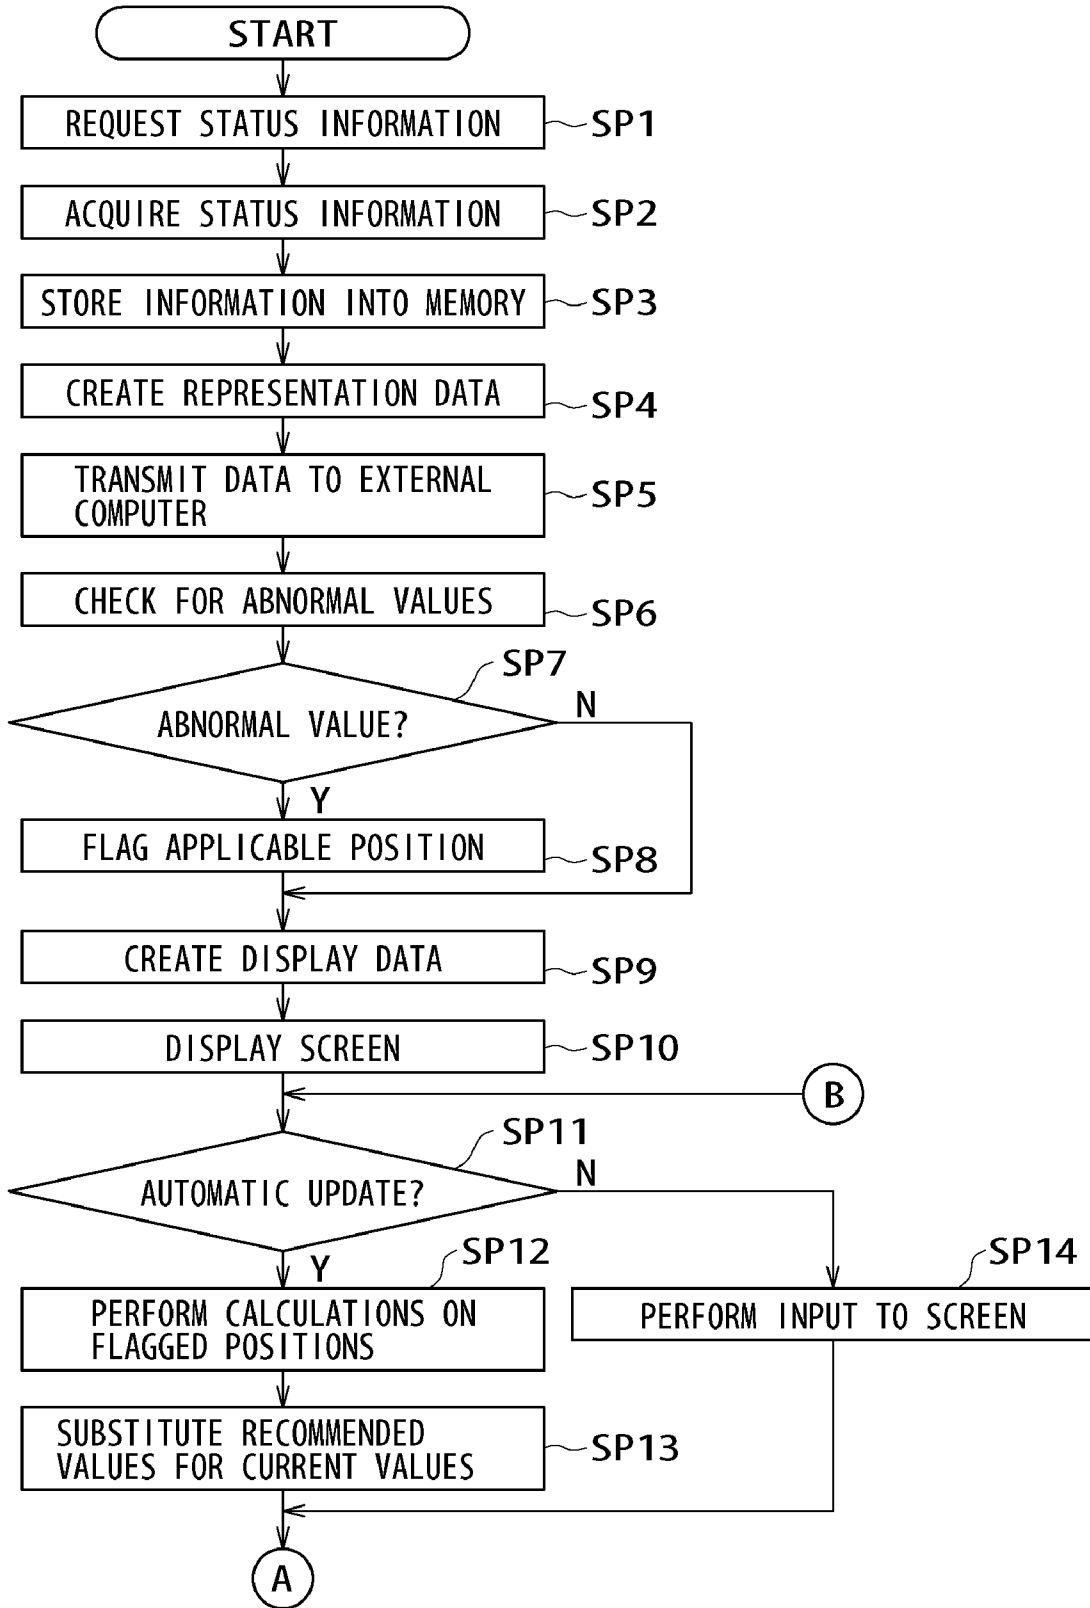 START
REQUEST STATUS INFORMATION
SP1
ACQUIRE STATUS INFORMATION
SP2
STORE INFORMATION INTO MEMORY
SP3
CREATE REPRESENTATION DATA
SP4
TRANSMIT DATA TO EXTERNAL
COMPUTER
SP5
CHECK FOR ABNORMAL VALUES
SP6
SP7
ABNORMAL VALUE?
N
Y
FLAG APPLICABLE POSITION
SP8
CREATE DISPLAY DATA
SP9
DISPLAY SCREEN
SP10
B
SP11
AUTOMATIC UPDATE?
N
Y
SP12
PERFORM CALCULATIONS ON
FLAGGED POSITIONS
SP14
PERFORM INPUT TO SCREEN
SUBSTITUTE RECOMMENDED
VALUES FOR CURRENT VALUES
SP13
A